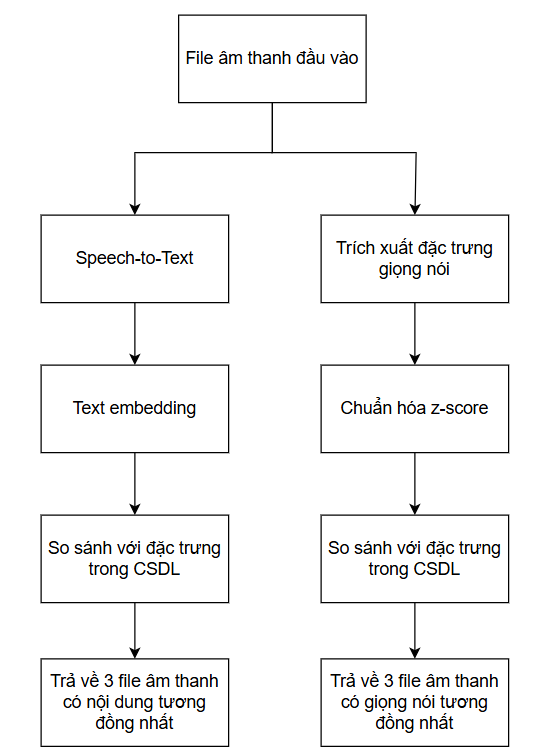 File âm thanh đầu vào
Speech-to-Text
Trích xuất đặc trưng
giọng nói
Text embedding
Chuẩn hóa z-score
So sánh với đặc trưng
trong CSDL
So sánh với đặc trưng
trong CSDL
Trả về 3 file âm thanh
có nội dung tương
đồng nhất
Trả về 3 file âm thanh
có giọng nói tương
đồng nhất